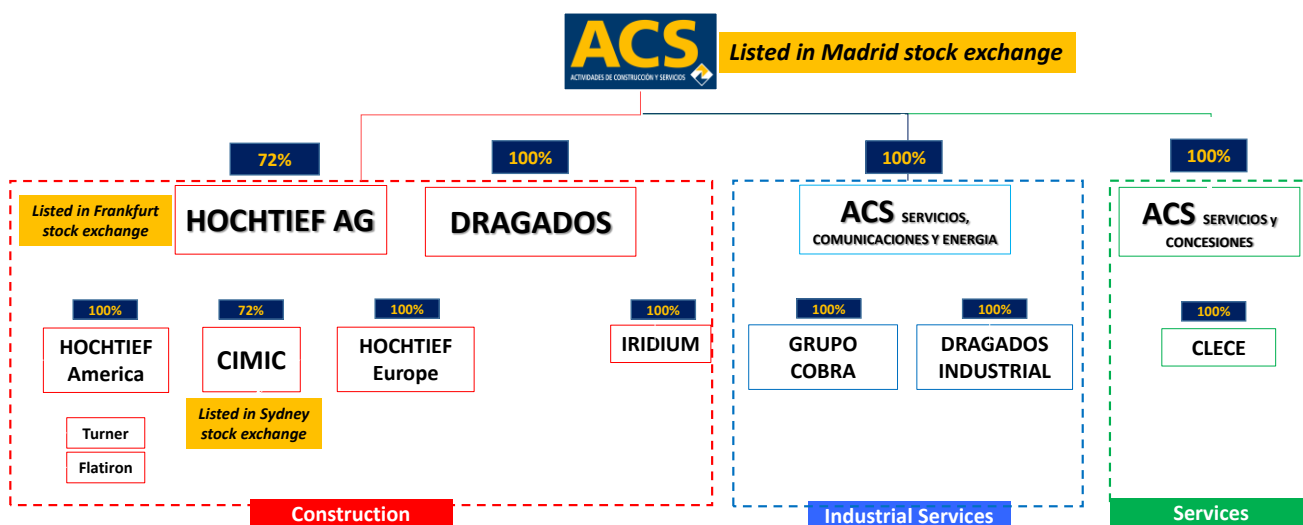 ACS
ACTIVIDADES DE CONSTRUCCIÓN Y SERVICIOS
Listed in Madrid stock exchange
72%
100%
100%
100%
Listed in Frankfurt
stock exchange
HOCHTIEF AG
DRAGADOS
ACS SERVICIOS,
COMUNICACIONES Y ENERGIA
ACS SERVICIOS y
CONCESIONES
100%
72%
100%
100%
100%
100%
100%
HOCHTIEF
America
CIMIC
HOCHTIEF
Europe
IRIDIUM
GRUPO
COBRA
DRAGADOS
INDUSTRIAL
CLECE
Listed in Sydney
stock exchange
Turner
Flatiron
Construction
Industrial Services
Services